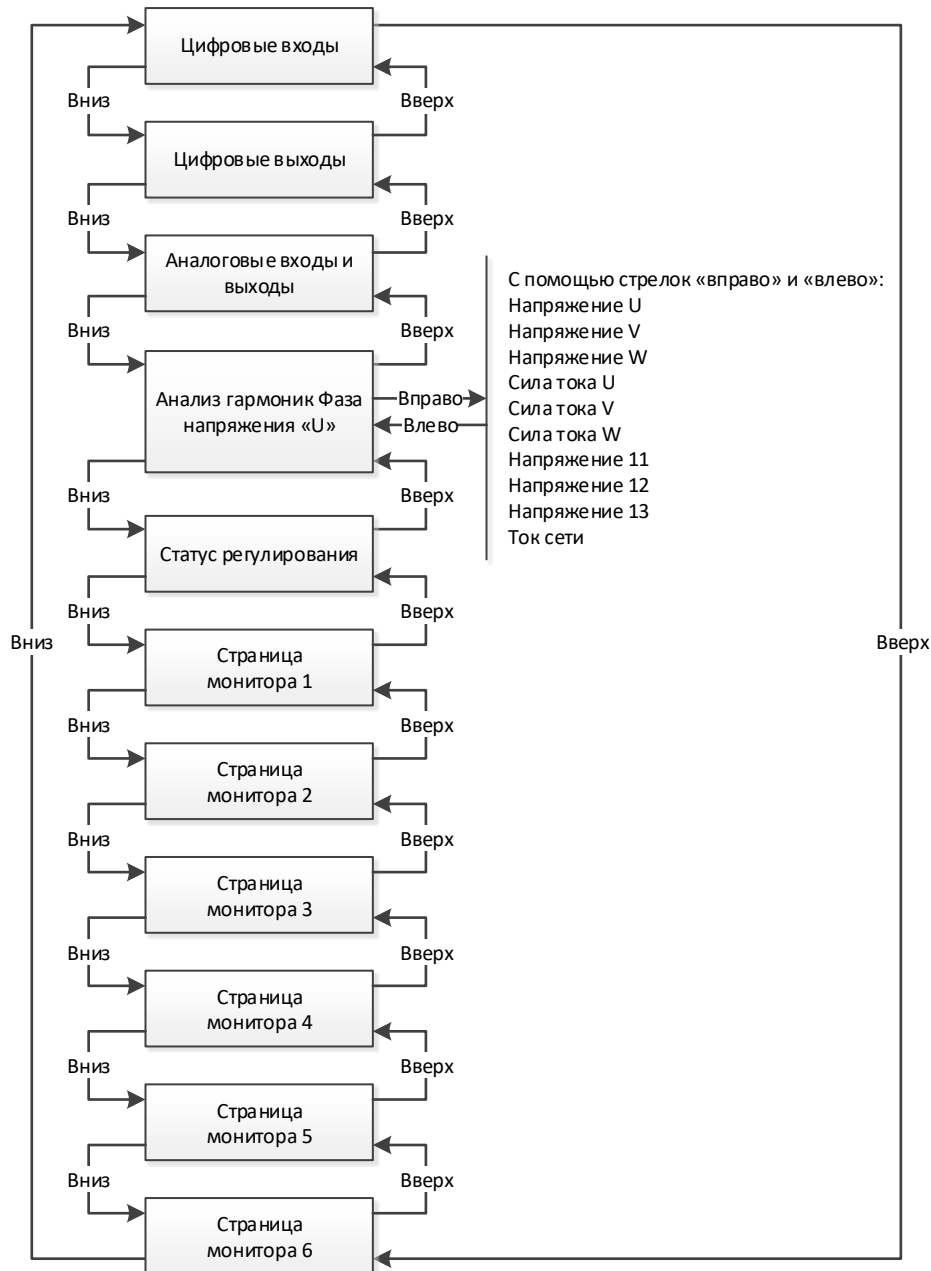 Цифровые входы
Вниз
Вверх
Цифровые выходы
Вниз
Вверх
Аналоговые входы и
выходы
Вниз
Вверх
Анализ гармоник Фаза
напряжения «U»
Вправо
Влево
С помощью стрелок «вправо» и «влево»:
Напряжение U
Напряжение V
Напряжение W
Сила тока U
Сила тока V
Сила тока W
Напряжение 11
Напряжение 12
Напряжение 13
Ток сети
Вниз
Вверх
Статус регулирования
Вниз
Вверх
Вниз
Вверх
Страница
монитора 1
Вниз
Вверх
Страница
монитора 2
Вниз
Вверх
Страница
монитора 3
Вниз
Вверх
Страница
монитора 4
Вниз
Вверх
Страница
монитора 5
Вниз
Вверх
Страница
монитора 6